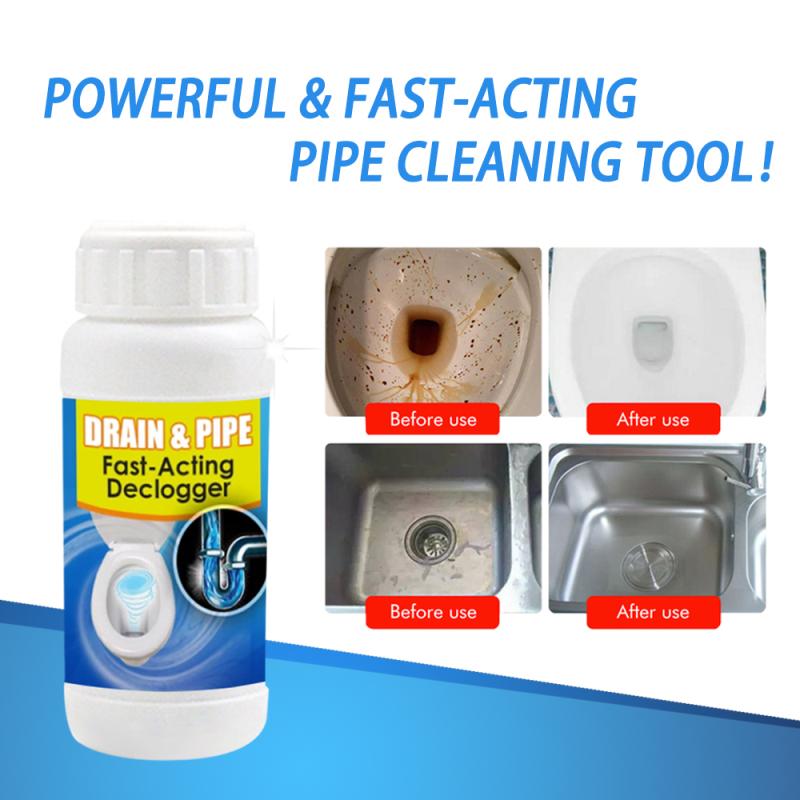 POWERFUL & FAST-ACTING
PIPE CLEANING TOOL!
DRAIN & PIPE
Fast-Acting
Declogger
Before use
After use
Before use
After use